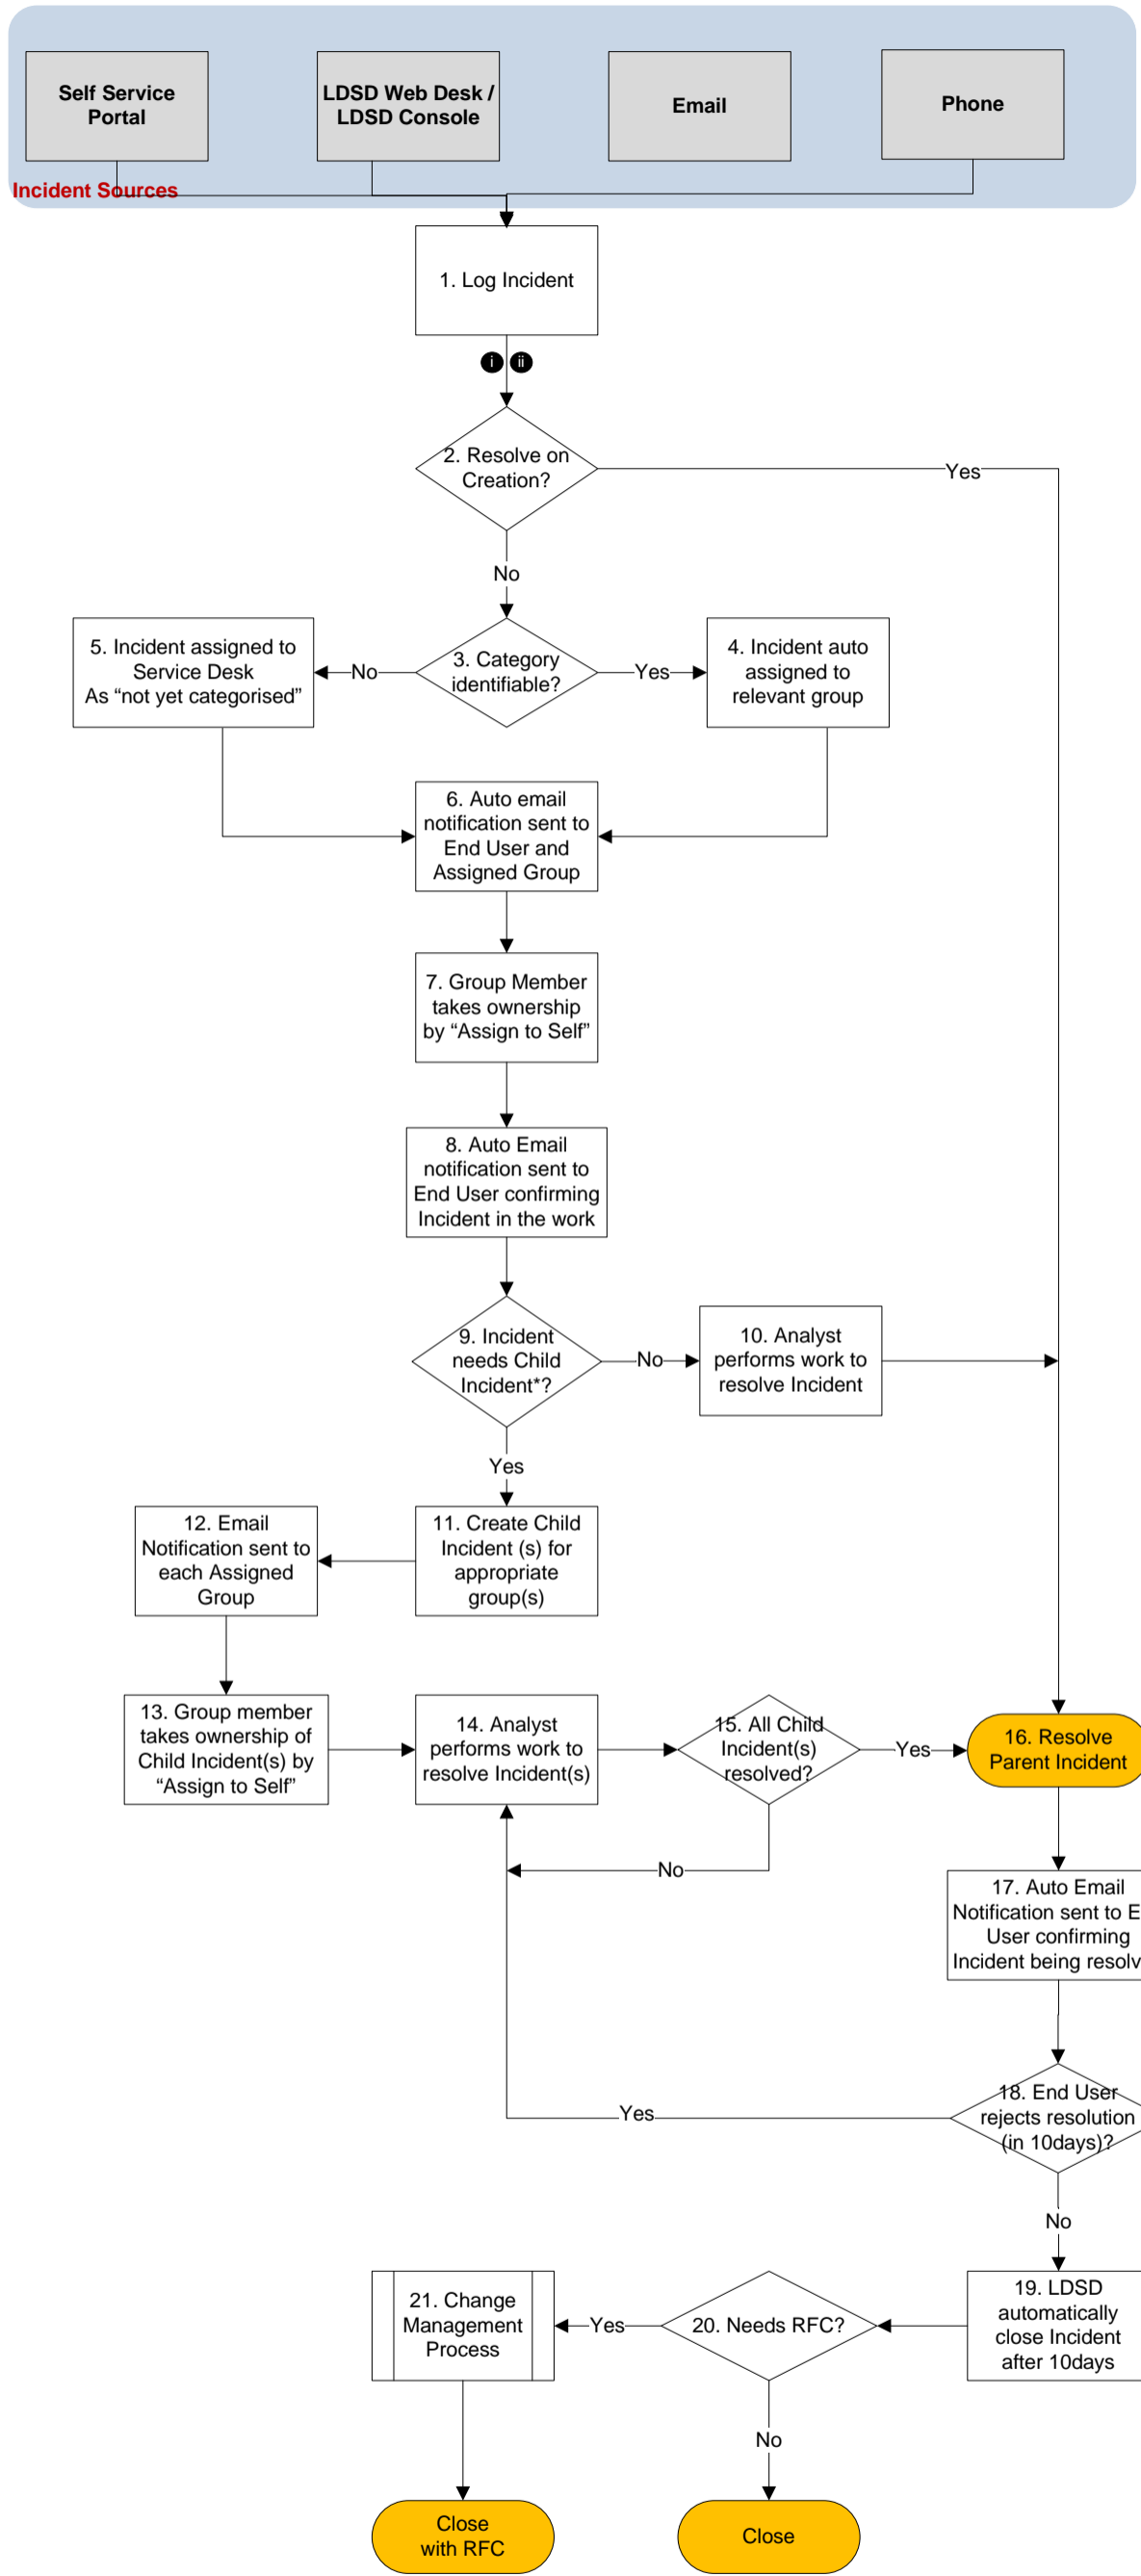 Self Service
Portal
LDSD Web Desk /
LDSD Console
Email
Phone
Incident Sources
1. Log Incident
i
ii
2. Resolve on
Creation?
Yes
No
5. Incident assigned to
Service Desk
As “not yet categorised”
No
3. Category
identifiable?
Yes
4. Incident auto
assigned to
relevant group
6. Auto email
notification sent to
End User and
Assigned Group
7. Group Member
takes ownership
by “Assign to Self”
8. Auto Email
notification sent to
End User confirming
Incident in the work
9. Incident
needs Child
Incident*?
No
10. Analyst
performs work to
resolve Incident
Yes
12. Email
Notification sent to
each Assigned
Group
11. Create Child
Incident (s) for
appropriate
group(s)
13. Group member
takes ownership of
Child Incident(s) by
“Assign to Self”
14. Analyst
performs work to
resolve Incident(s)
15. All Child
Incident(s)
resolved?
Yes
16. Resolve
Parent Incident
No
17. Auto Email
Notification sent to E
User confirming
Incident being resolv
18. End User
rejects resolution
(in 10days)?
Yes
No
21. Change
Management
Process
Yes
20. Needs RFC?
19. LDSD
automatically
close Incident
after 10days
No
Close
with RFC
Close